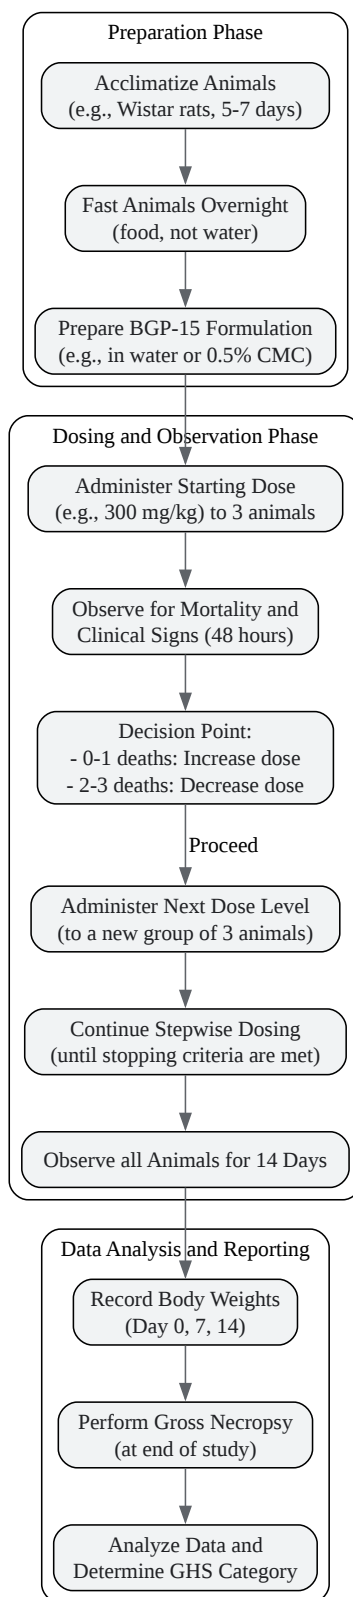 Preparation Phase
Acclimatize Animals
(e.g., Wistar rats, 5-7 days)
Fast Animals Overnight
(food, not water)
Prepare BGP-15 Formulation
(e.g., in water or 0.5% CMC)
Dosing and Observation Phase
Administer Starting Dose
(e.g., 300 mg/kg) to 3 animals
Observe for Mortality and
Clinical Signs (48 hours)
Decision Point:
- 0-1 deaths: Increase dose
- 2-3 deaths: Decrease dose
Proceed
Administer Next Dose Level
(to a new group of 3 animals)
Continue Stepwise Dosing
(until stopping criteria are met)
Observe all Animals for 14 Days
Data Analysis and Reporting
Record Body Weights
(Day 0, 7, 14)
Perform Gross Necropsy
(at end of study)
Analyze Data and
Determine GHS Category